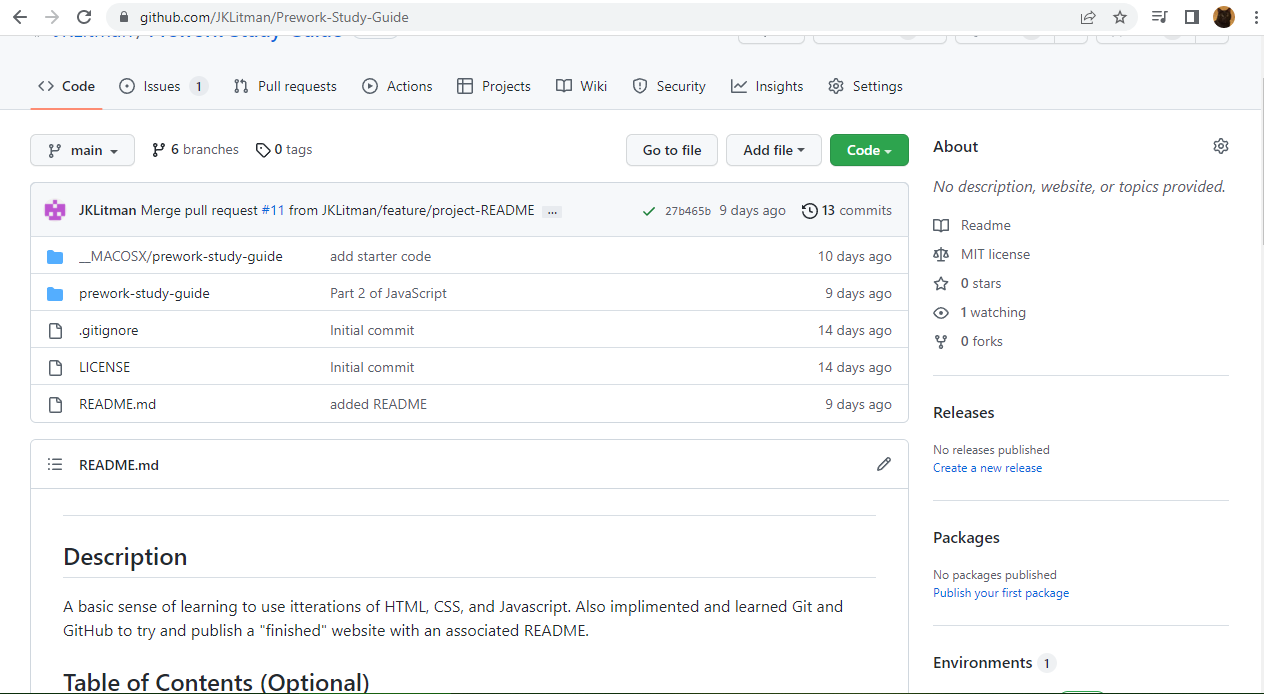 github.com/JKLitman/Prework-Study-Guide
JKLitman / Prework-Study-Guide
Code Issues 1 Pull requests Actions Projects Wiki Security Insights Settings
main 6 branches 0 tags Go to file Add file Code
JKLitman Merge pull request #11 from JKLitman/feature/project-README ... 27b465b 9 days ago 13 commits
__MACOSX/prework-study-guide add starter code 10 days ago
prework-study-guide Part 2 of JavaScript 9 days ago
.gitignore Initial commit 14 days ago
LICENSE Initial commit 14 days ago
README.md added README 9 days ago
README.md
Description
A basic sense of learning to use itterations of HTML, CSS, and Javascript. Also implimented and learned Git and
GitHub to try and publish a "finished" website with an associated README.
Table of Contents (Optional)
About
No description, website, or topics provided.
Readme
MIT license
0 stars
1 watching
0 forks
Releases
No releases published
Create a new release
Packages
No packages published
Publish your first package
Environments 1